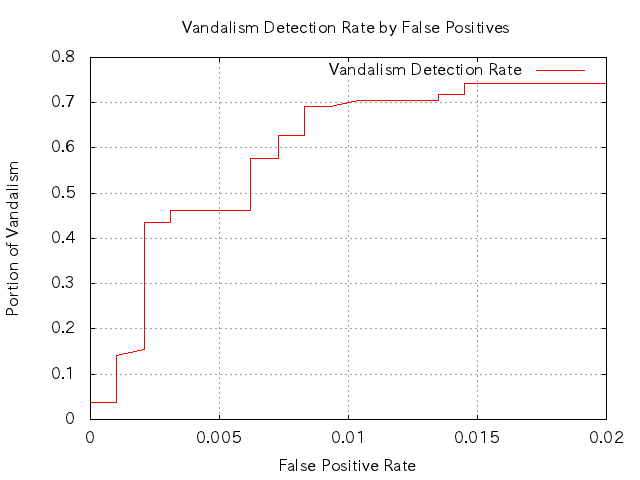 Vandalism Detection Rate by False Positives
Vandalism Detection Rate
Portion of Vandalism
0.8
0.7
0.6
0.5
0.4
0.3
0.2
0.1
0
0 0.005 0.01 0.015 0.02
False Positive Rate